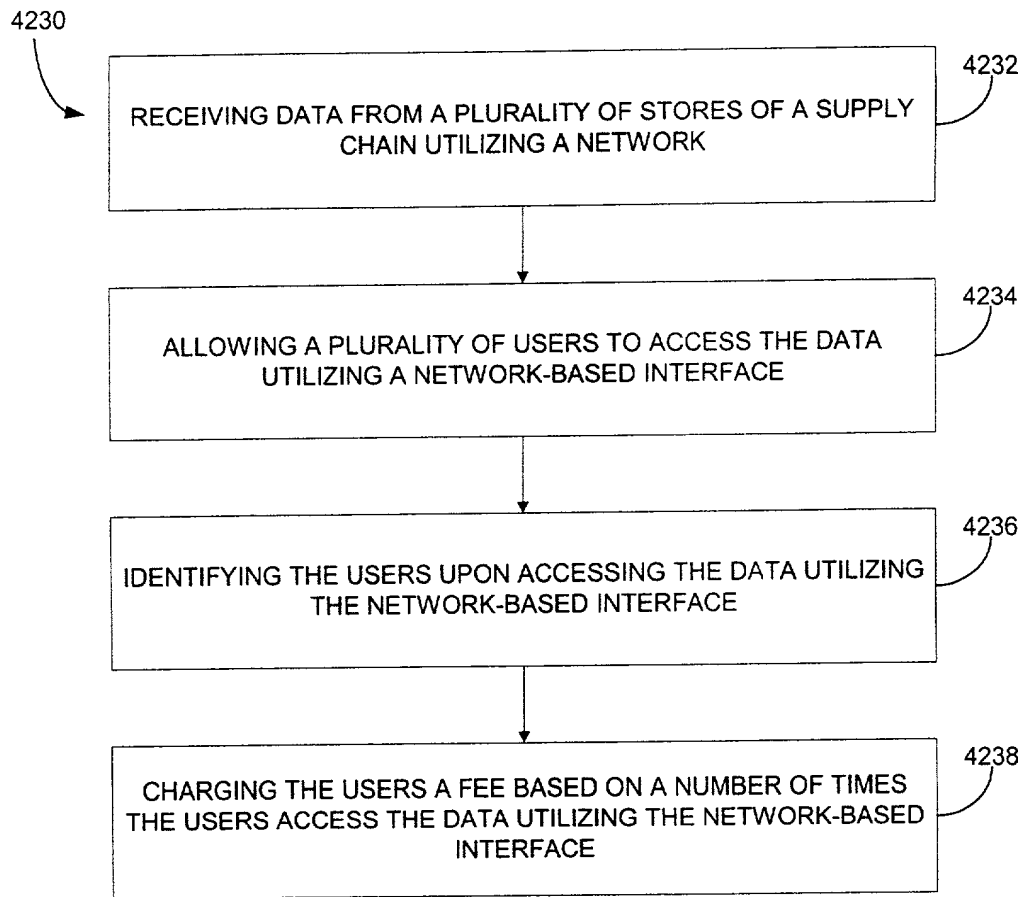 4230
4232
RECEIVING DATA FROM A PLURALITY OF STORES OF A SUPPLY
CHAIN UTILIZING A NETWORK
4234
ALLOWING A PLURALITY OF USERS TO ACCESS THE DATA
UTILIZING A NETWORK-BASED INTERFACE
4236
IDENTIFYING THE USERS UPON ACCESSING THE DATA UTILIZING
THE NETWORK-BASED INTERFACE
4238
CHARGING THE USERS A FEE BASED ON A NUMBER OF TIMES
THE USERS ACCESS THE DATA UTILIZING THE NETWORK-BASED
INTERFACE